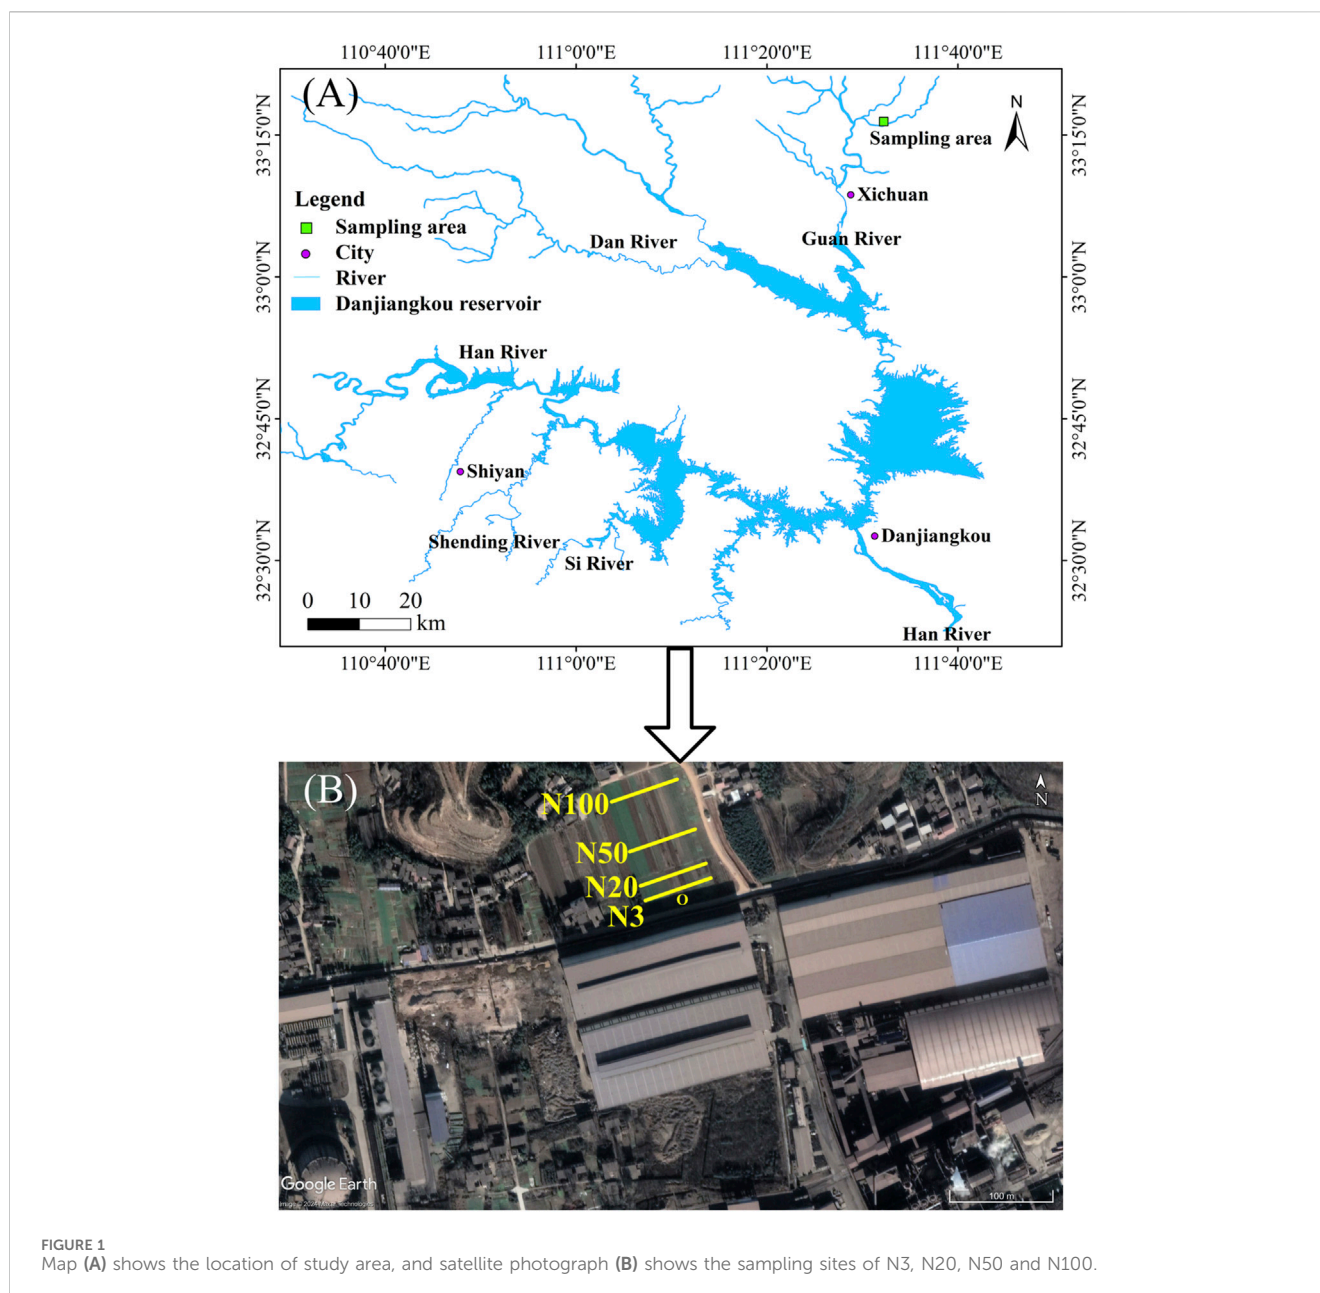 110°40'0"E 111°0'0"E 111°20'0"E 111°40'0"E
(A)
N
33°15'0"N
33°15'0"N
Sampling area
Legend
Sampling area
City
River
Danjiangkou reservoir
Xichuan
Dan River
Guan River
33°0'0"N
33°0'0"N
Han River
32°45'0"N
32°45'0"N
Shiyan
Shending River
Si River
Danjiangkou
32°30'0"N
32°30'0"N
0 10 20
km
Han River
110°40'0"E 111°0'0"E 111°20'0"E 111°40'0"E
(B)
N
N100
N50
N20
N3
O
Google Earth
100 m
FIGURE 1
Map (A) shows the location of study area, and satellite photograph (B) shows the sampling sites of N3, N20, N50 and N100.